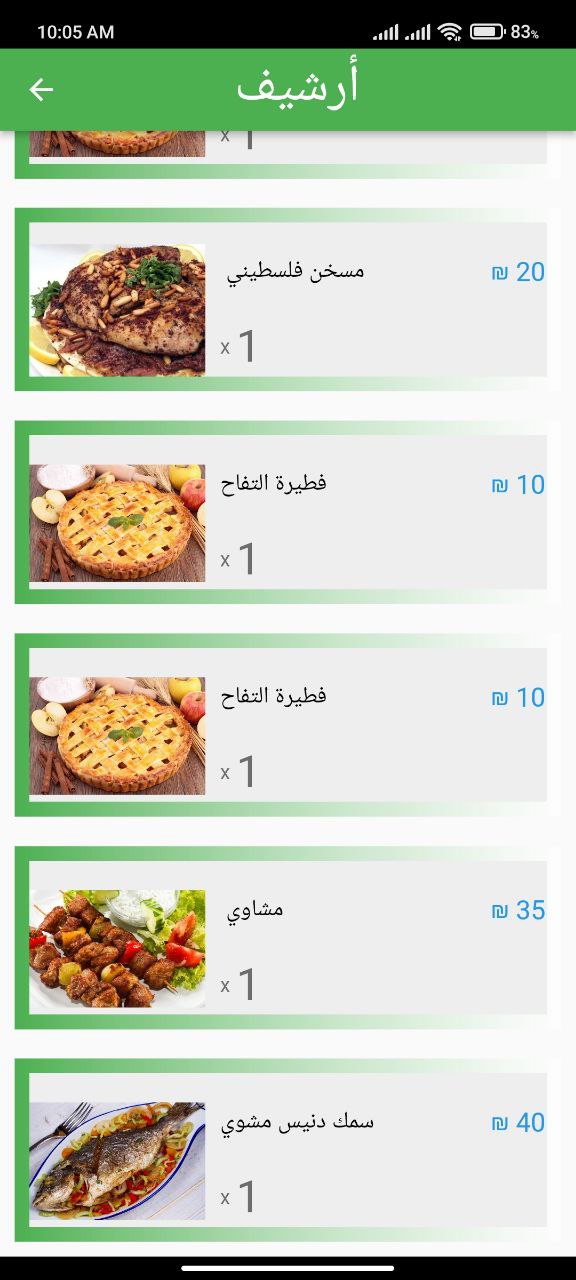 10:05 AM
83%
أرشيف
x 1
مسخن فلسطيني
₪ 20
x 1
فطيرة التفاح
₪ 10
x 1
فطيرة التفاح
₪ 10
x 1
مشاوي
₪ 35
x 1
سمك دنيس مشوي
₪ 40
x 1